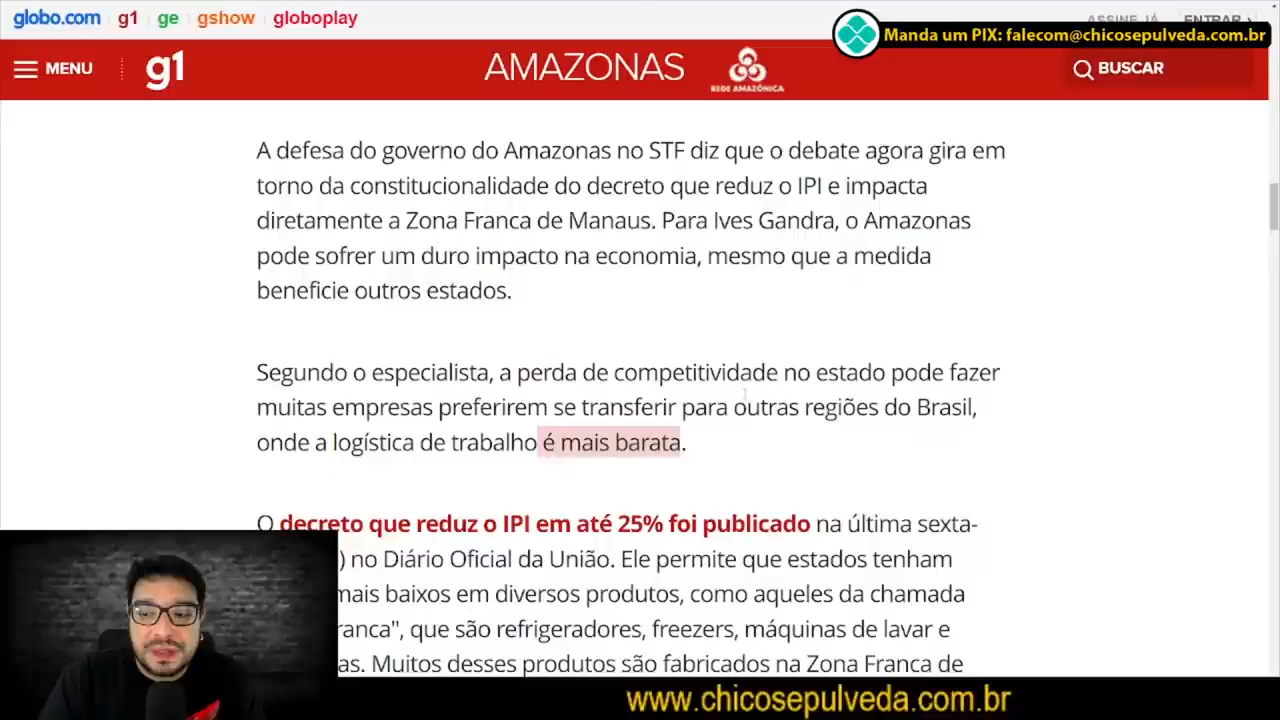 globo.com g1 ge gshow globoplay
ASSINE JÁ ENTRAR ›
Manda um PIX: falecom@chicosepulveda.com.br
MENU g1 AMAZONAS REDE AMAZÔNICA BUSCAR
A defesa do governo do Amazonas no STF diz que o debate agora gira em
torno da constitucionalidade do decreto que reduz o IPI e impacta
diretamente a Zona Franca de Manaus. Para Ives Gandra, o Amazonas
pode sofrer um duro impacto na economia, mesmo que a medida
beneficie outros estados.
Segundo o especialista, a perda de competitividade no estado pode fazer
muitas empresas preferirem se transferir para outras regiões do Brasil,
onde a logística de trabalho é mais barata.
O decreto que reduz o IPI em até 25% foi publicado na última sexta-
) no Diário Oficial da União. Ele permite que estados tenham
mais baixos em diversos produtos, como aqueles da chamada
ranca", que são refrigeradores, freezers, máquinas de lavar e
as. Muitos desses produtos são fabricados na Zona Franca de
www.chicosepulveda.com.br